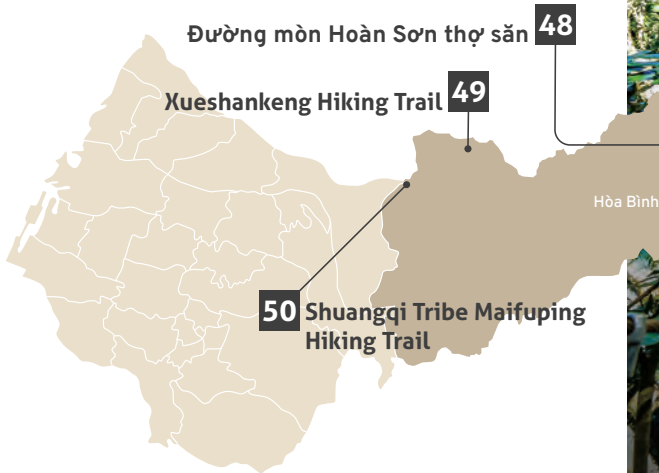 Đường mòn Hoàn Sơn thợ săn 48
Xueshankeng Hiking Trail 49
Hòa Bình
50 Shuangqi Tribe Maifuping
Hiking Trail